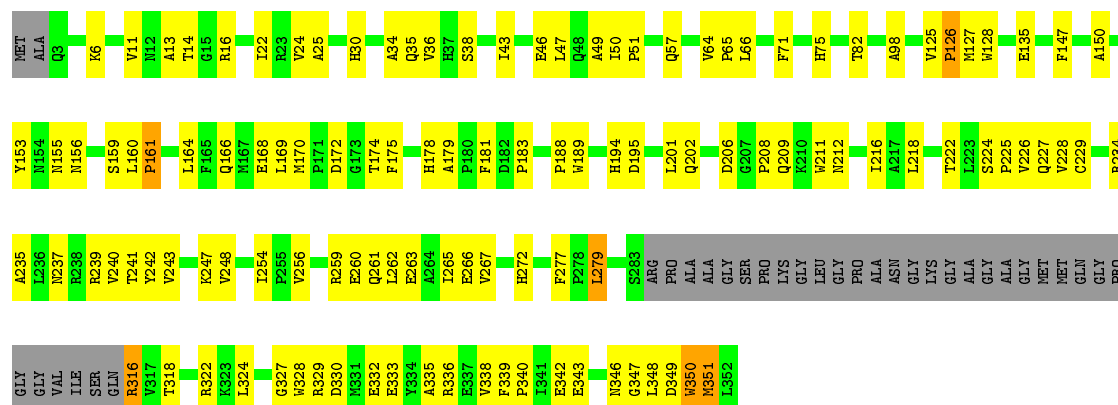 MET ALA Q3 K6 V11 N12 A13 T14 G15 R16 I22 R23 V24 A25 H30 A34 Q35 V36 H37 S38 I43 E46 L47 Q48 A49 I50 P51 Q57 V64 P65 L66 F71 H75 T82 A98 V125 P126 M127 W128 E135 F147 A150
Y153 N154 N155 N156 S159 L160 P161 L164 F165 Q166 M167 E168 L169 M170 P171 D172 G173 T174 F175 H178 A179 P180 F181 D182 P183 P188 W189 H194 D195 L201 Q202 D206 G207 P208 Q209 K210 W211 N212 I216 A217 L218 T222 L223 S224 P225 V226 Q227 V228 C229 R234
A235 L236 N237 R238 R239 V240 T241 Y242 V243 K247 V248 I254 P255 V256 R259 E260 Q261 L262 E263 A264 I265 E266 V267 H272 F277 P278 L279 S283 ARG PRO ALA ALA GLY SER PRO LYS GLY LEU GLY PRO ALA ASN GLY LYS GLY ALA GLY ALA GLY MET MET GLN GLY PRO
GLY GLY VAL ILE SER GLN R316 V317 T318 R322 K323 L324 G327 W328 R329 D330 M331 E332 E333 Y334 A335 R336 E337 V338 F339 P340 I341 E342 E343 N346 G347 L348 D349 W350 M351 L352